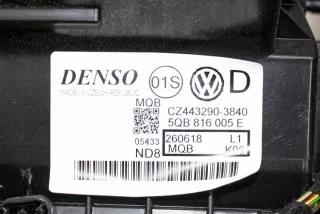 DENSO 01S D
MADE IN CZECH REPUBLIC
MQB CZ443290-3840
5QB 816 005 E
05433 260618 L1
ND8 MQB